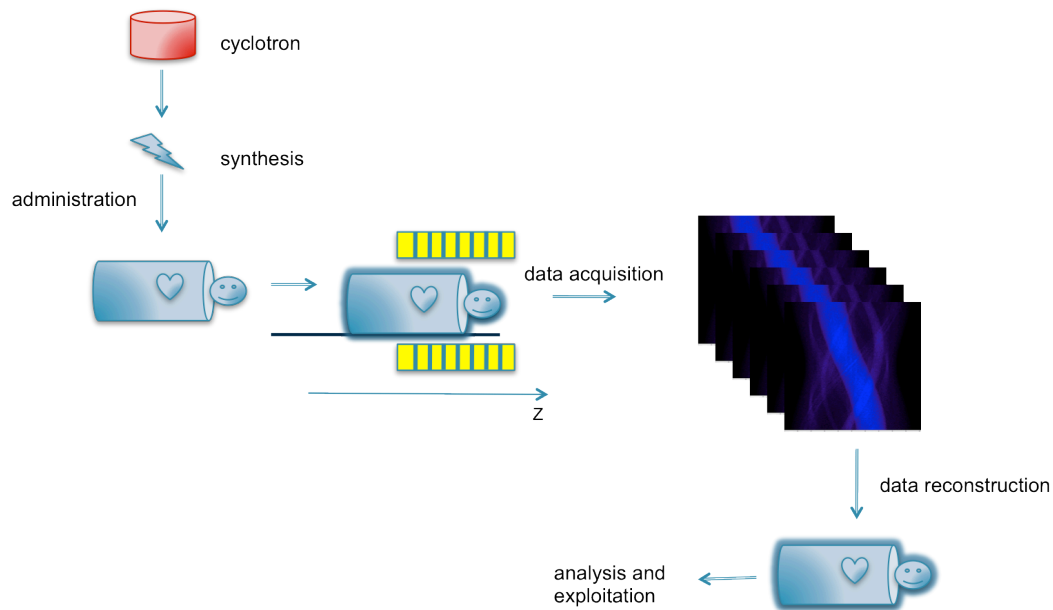 cyclotron
synthesis
administration
data acquisition
z
data reconstruction
analysis and
exploitation